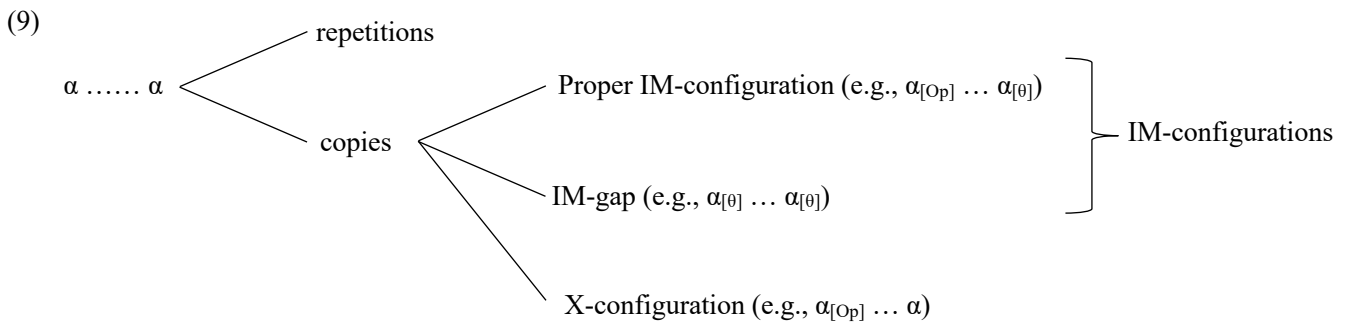 (9)
repetitions
α …… α
Proper IM-configuration (e.g., α[Op] … α[θ])
IM-configurations
copies
IM-gap (e.g., α[θ] … α[θ])
X-configuration (e.g., α[Op] … α)